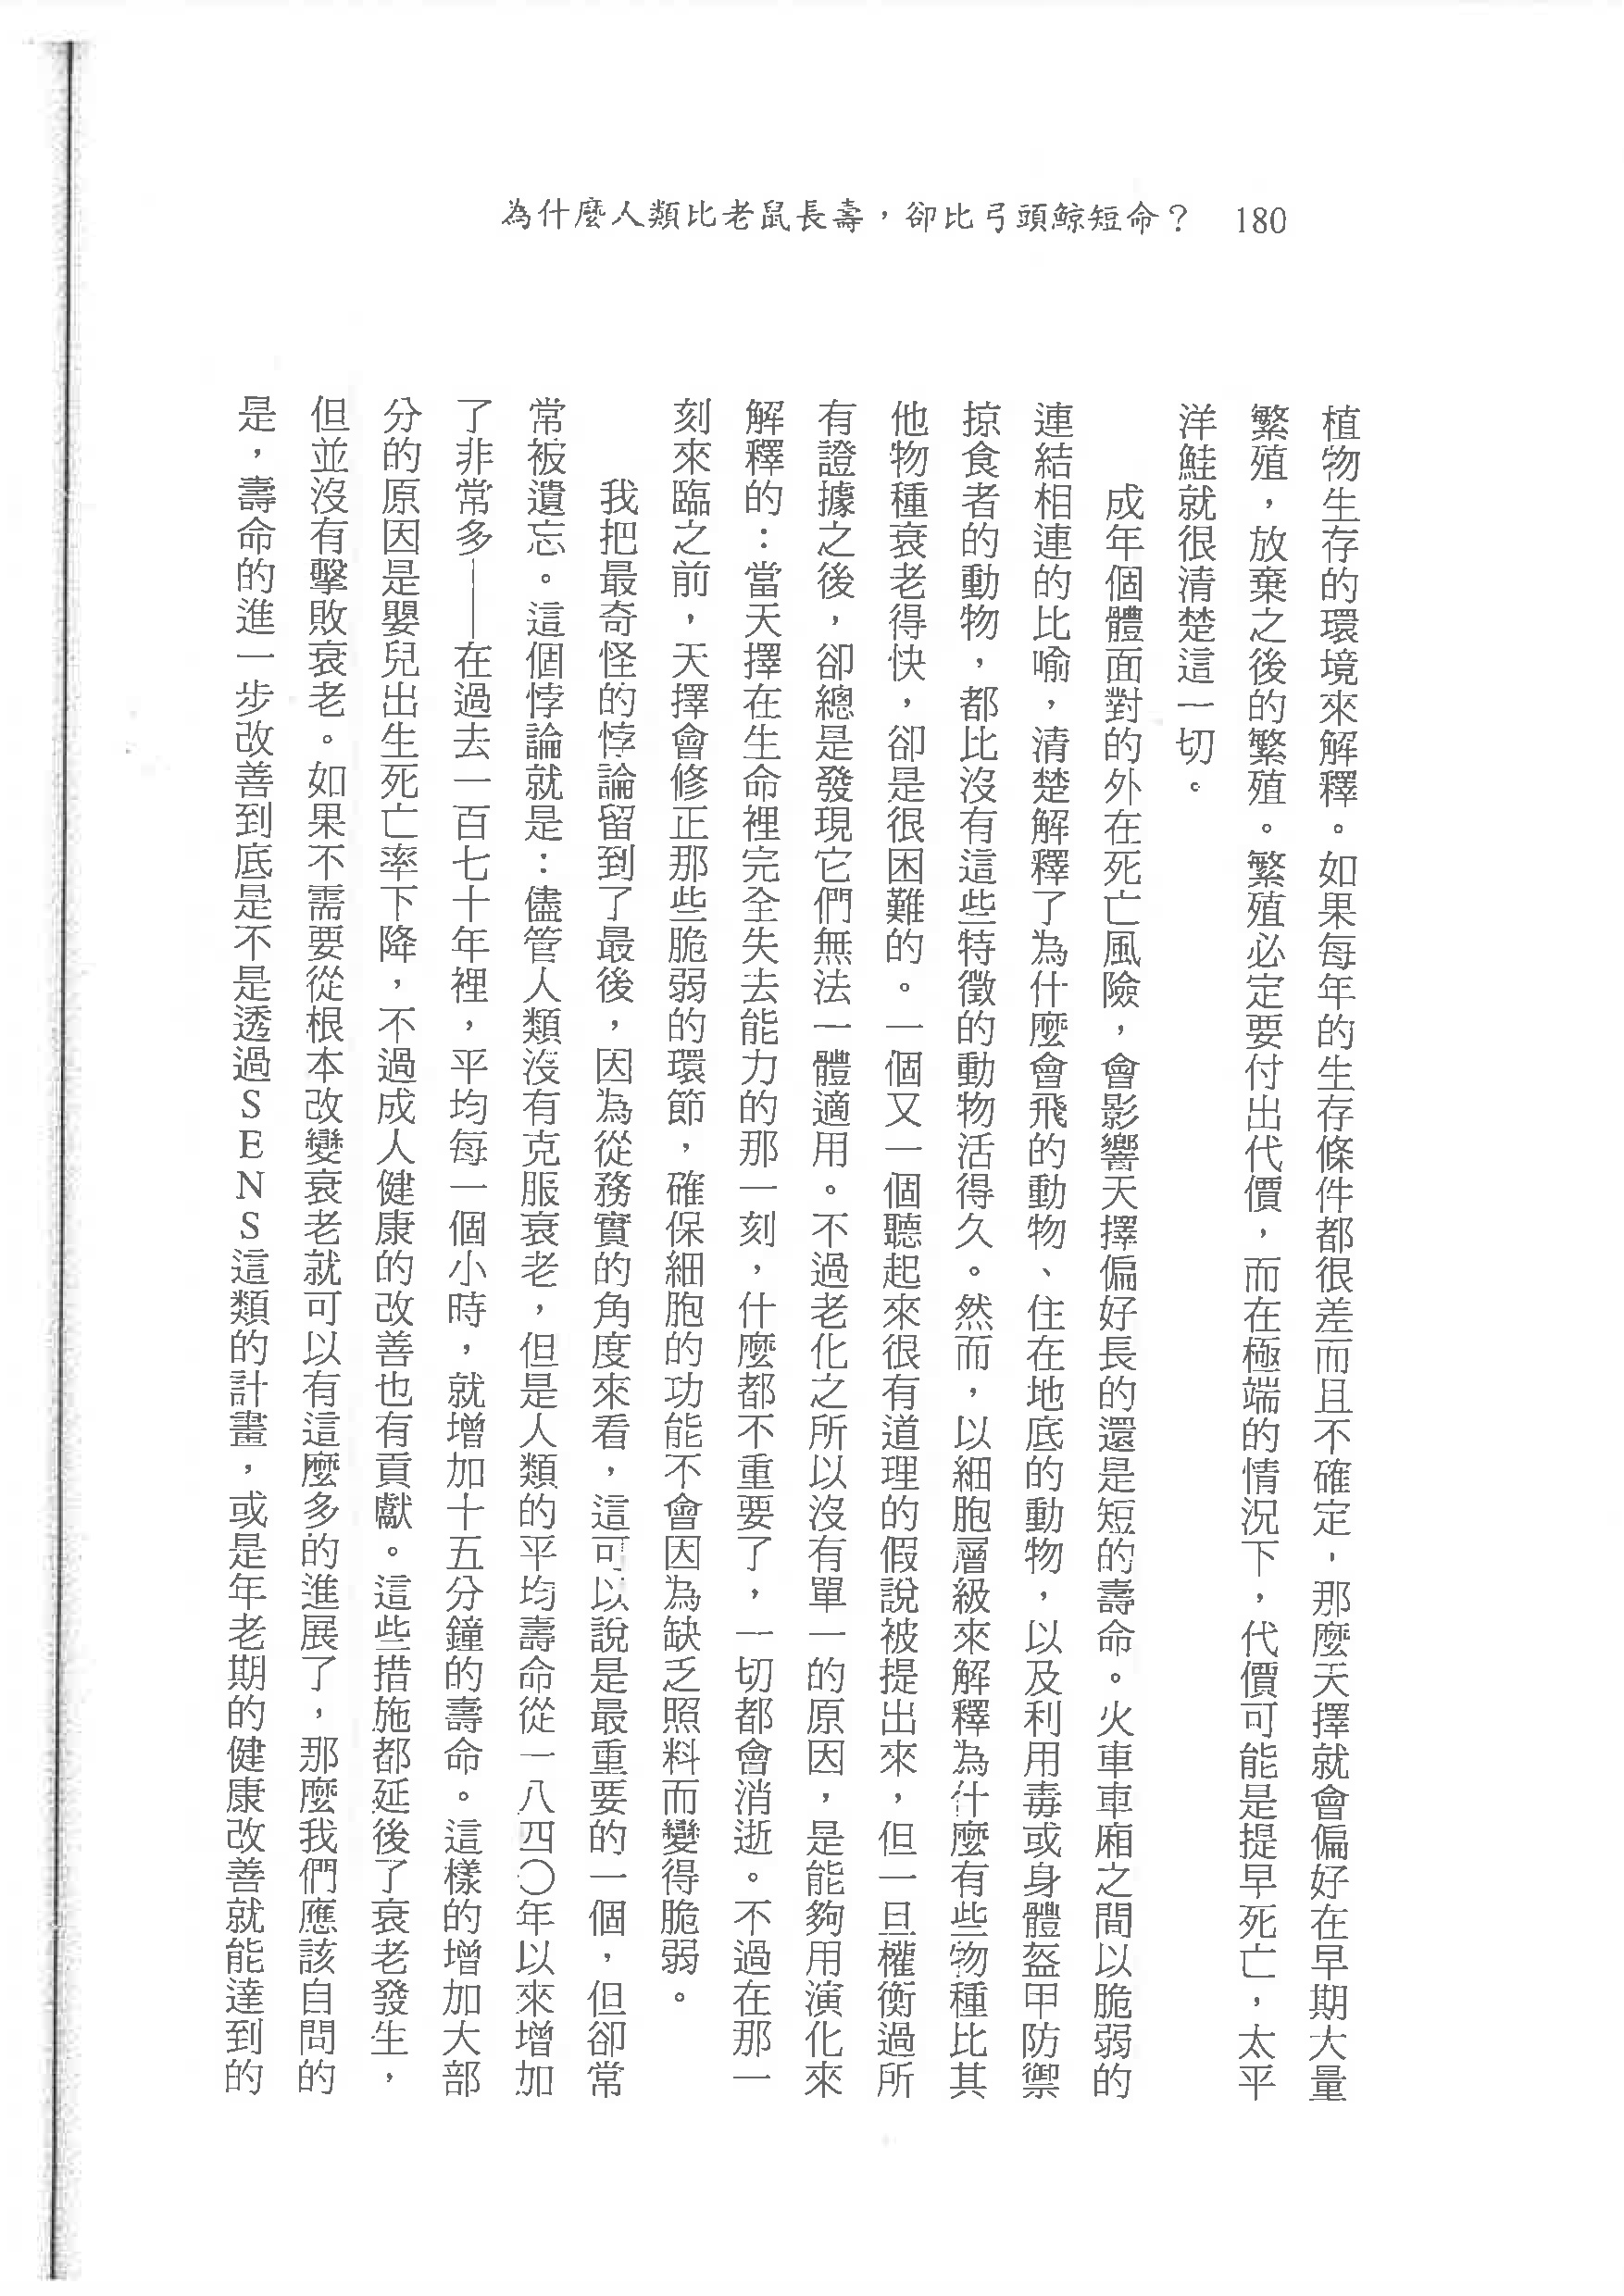 為什麼人類比老鼠長壽，卻比弓頭鯨短命？　180
植物生存的環境來解釋。如果每年的生存條件都很差而且不確定，那麼天擇就會偏好在早期大量
繁殖，放棄之後的繁殖。繁殖必定要付出代價，而在極端的情況下，代價可能是提早死亡，太平
洋鮭就很清楚這一切。
成年個體面對的外在死亡風險，會影響天擇偏好長的還是短的壽命。火車車廂之間以脆弱的
連結相連的比喻，清楚解釋了為什麼會飛的動物、住在地底的動物，以及利用毒或身體盔甲防禦
掠食者的動物，都比沒有這些特徵的動物活得久。然而，以細胞層級來解釋為什麼有些物種比其
他物種衰老得快，卻是很困難的。一個又一個聽起來很有道理的假說被提出來，但一旦權衡過所
有證據之後，卻總是發現它們無法一體適用。不過老化之所以沒有單一的原因，是能夠用演化來
解釋的：當天擇在生命裡完全失去能力的那一刻，什麼都不重要了，一切都會消逝。不過在那一
刻來臨之前，天擇會修正那些脆弱的環節，確保細胞的功能不會因為缺乏照料而變得脆弱。
我把最奇怪的悖論留到了最後，因為從務實的角度來看，這可以說是最重要的一個，但卻常
常被遺忘。這個悖論就是：儘管人類沒有克服衰老，但是人類的平均壽命從一八四〇年以來增加
了非常多——在過去一百七十年裡，平均每一個小時，就增加十五分鐘的壽命。這樣的增加大部
分的原因是嬰兒出生死亡率下降，不過成人健康的改善也有貢獻。這些措施都延後了衰老發生，
但並沒有擊敗衰老。如果不需要從根本改變衰老就可以有這麼多的進展了，那麼我們應該自問的
是，壽命的進一步改善到底是不是透過SENS這類的計畫，或是年老期的健康改善就能達到的